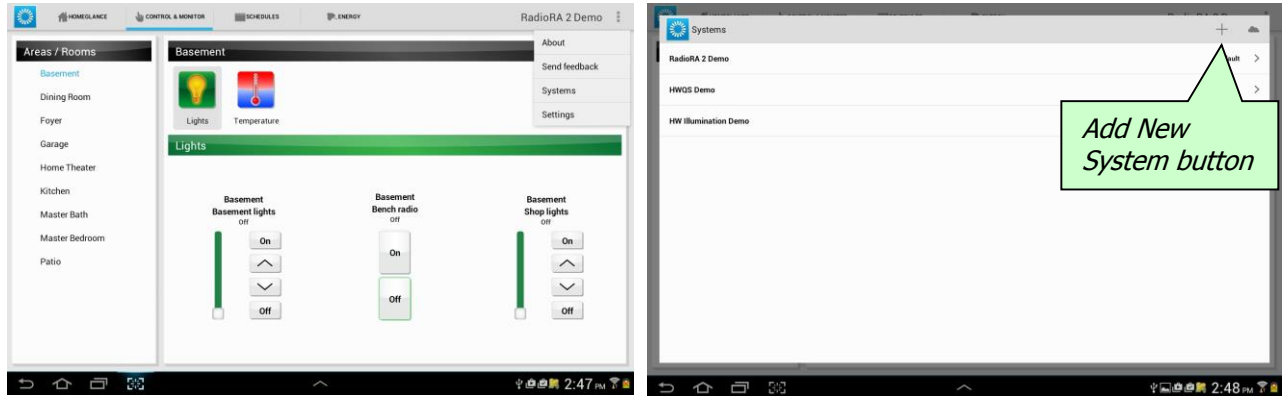 HOMEGLANCE CONTROL & MONITOR SCHEDULES ENERGY RadioRA 2 Demo
Areas / Rooms
Basement
Dining Room
Foyer
Garage
Home Theater
Kitchen
Master Bath
Master Bedroom
Patio
Basement
Lights Temperature
About
Send feedback
Systems
Settings
Lights
Basement
Basement lights
Off
On
Off
Basement
Bench radio
Off
On
Off
Basement
Shop lights
Off
On
Off
2:47 PM
Systems
RadioRA 2 Demo
HWQS Demo
HW Illumination Demo
Add New
System button
2:48 PM